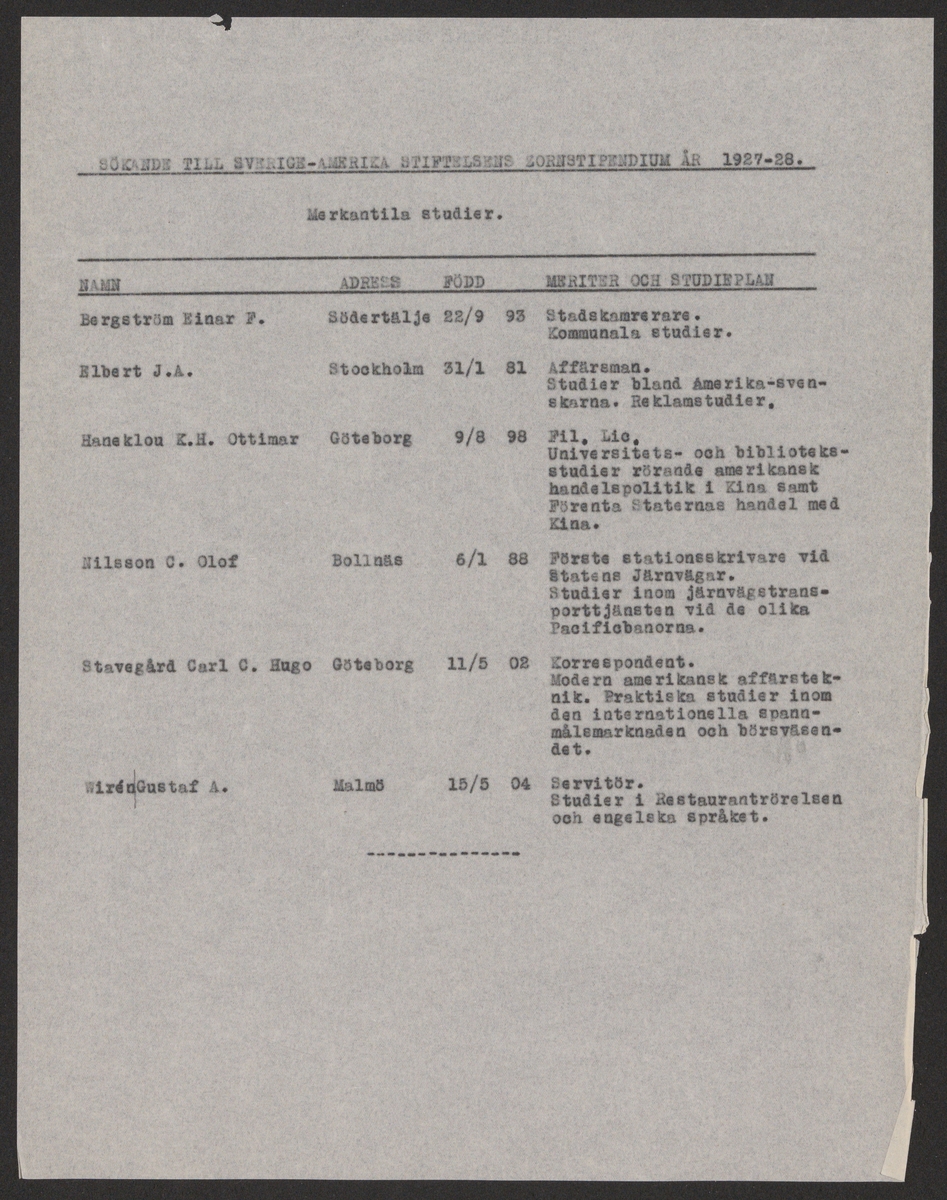 SÖKANDE TILL SVERIGE-AMERIKA STIFTELSENS ZORNSTIPENDIUM ÅR 1927-28.
Merkantila studier.
NAMN ADRESS FÖDD MERITER OCH STUDIEPLAN
Bergström Einar F. Södertälje 22/9 93 Stadskamrerare.
Kommunala studier.
Elbert J.A. Stockholm 31/1 81 Affärsman.
Studier bland Amerika-sven-
skarna. Reklamstudier.
Haneklou K.H. Ottimar Göteborg 9/8 98 Fil. Lic.
Universitets- och biblioteks-
studier rörande amerikansk
handelspolitik i Kina samt
Förenta Staternas handel med
Kina.
Nilsson C. Olof Bollnäs 6/1 88 Förste stationsskrivare vid
Statens Järnvägar.
Studier inom järnvägstrans-
porttjänsten vid de olika
Pacificbanorna.
Stavegård Carl C. Hugo Göteborg 11/5 02 Korrespondent.
Modern amerikansk affärstek-
nik. Praktiska studier inom
den internationella spann-
målsmarknaden och börsväsen-
det.
Wirén|Gustaf A. Malmö 15/5 04 Servitör.
Studier i Restaurantrörelsen
och engelska språket.
---------------